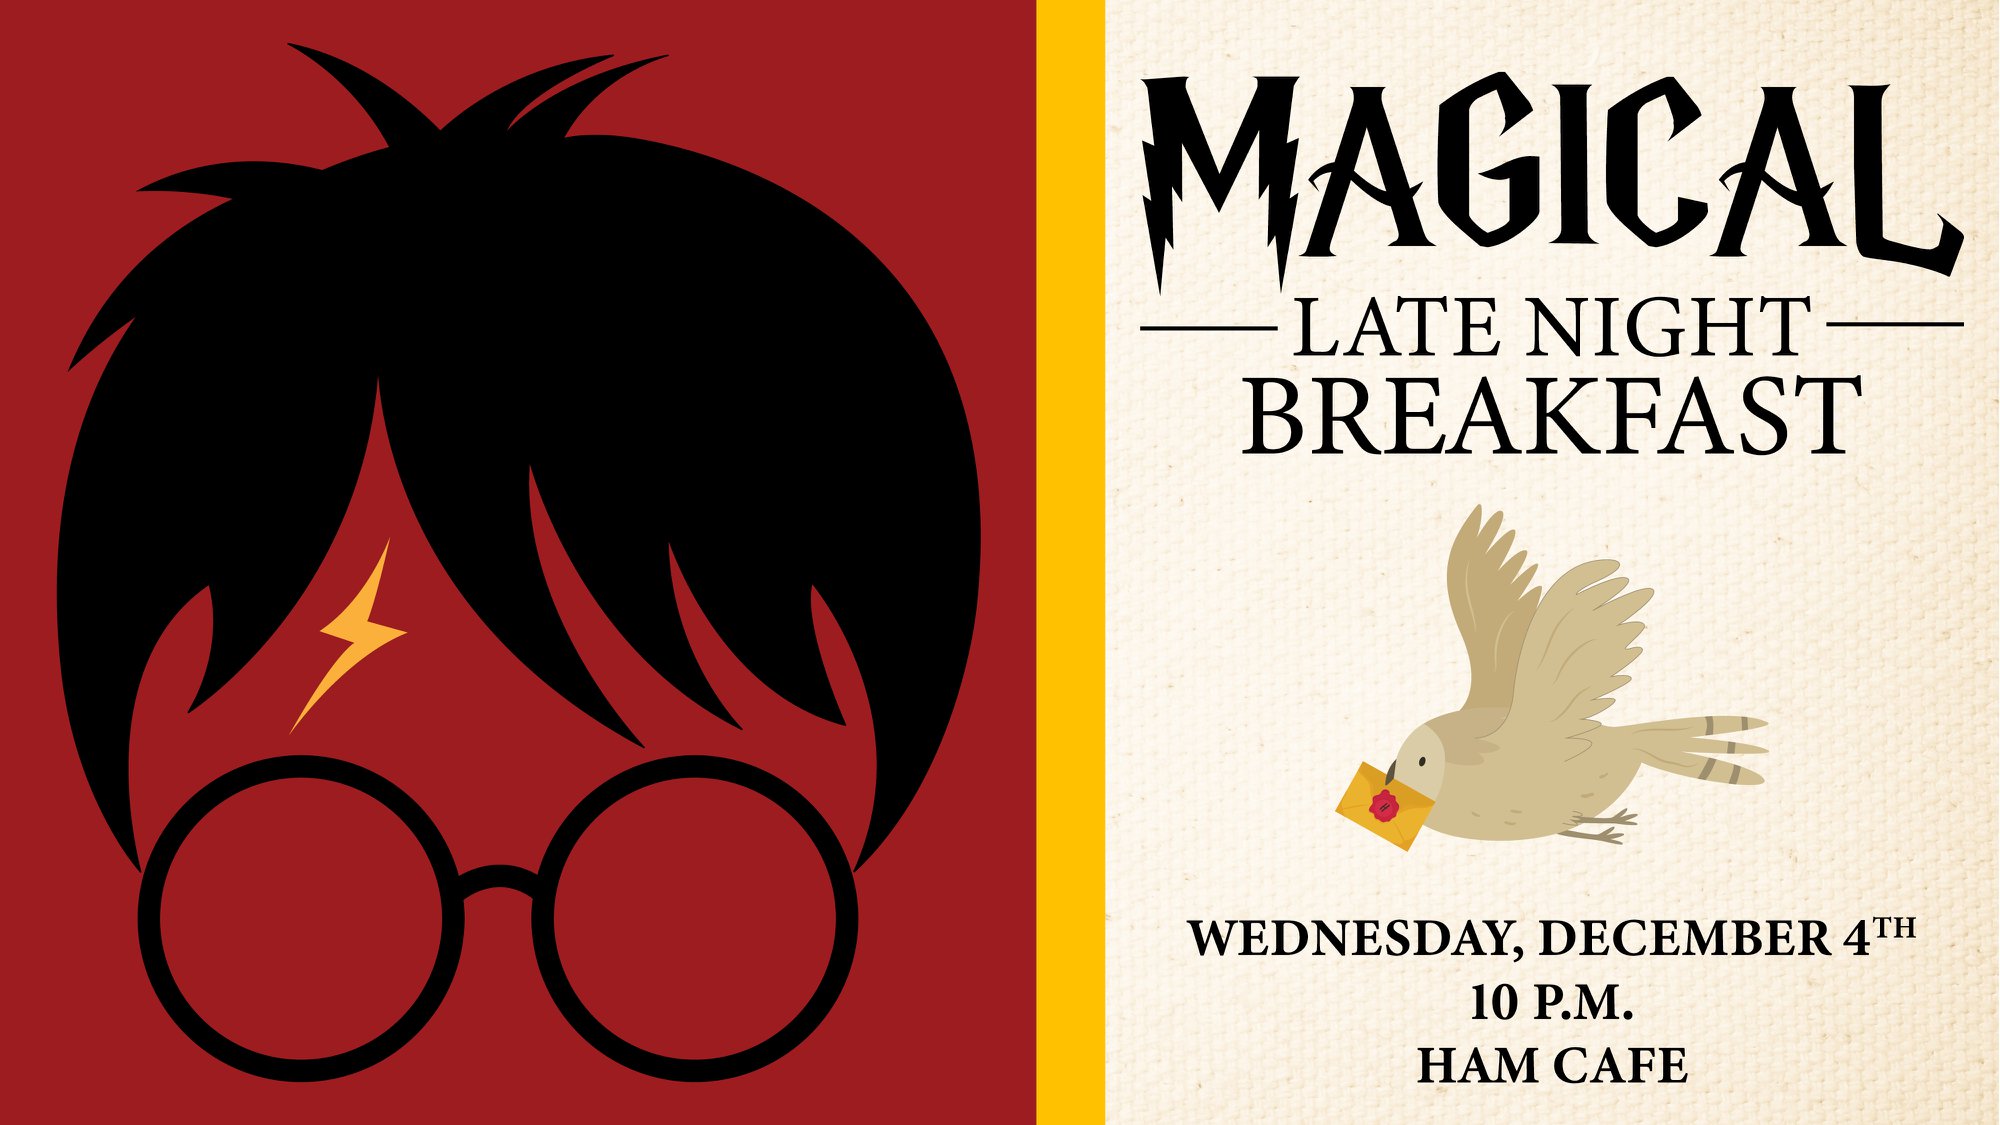 MAGICAL
LATE NIGHT
BREAKFAST
WEDNESDAY, DECEMBER 4TH
10 P.M.
HAM CAFE